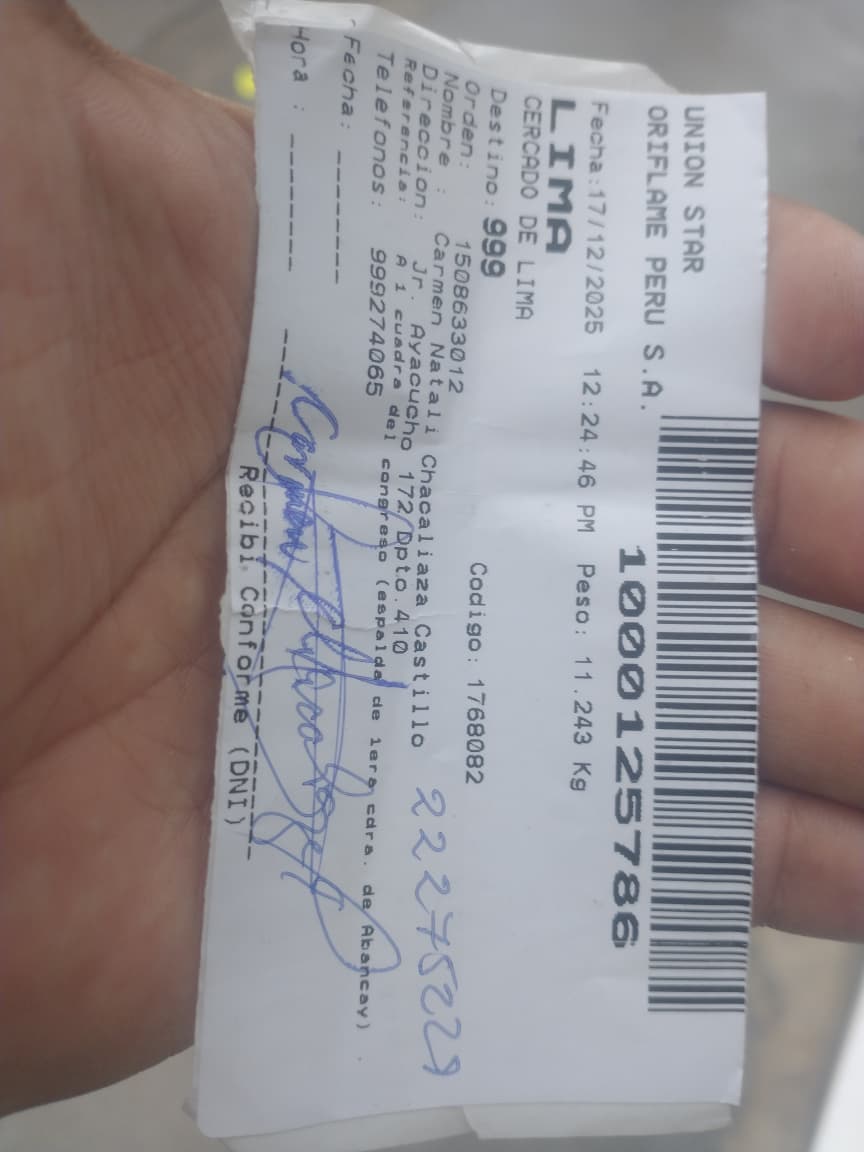 UNION STAR
ORIFLAME PERU S.A.
1000125786
Fecha:17/12/2025 12:24:46 PM Peso: 11.243 Kg
LIMA
CERCADO DE LIMA
Destino: 999
Orden: 1508633012 Codigo: 1768082
Nombre : Carmen Natali Chacaliaza Castillo
Direccion: Jr. Ayacucho 172 Dpto.410
Referencia: A 1 cuadra del congreso (espalda de 1era cdra. de Abancay) .
Telefonos: 999274065
22275229
Fecha: --------
Hora : --------
Carmen
Recibi Conforme (DNI)